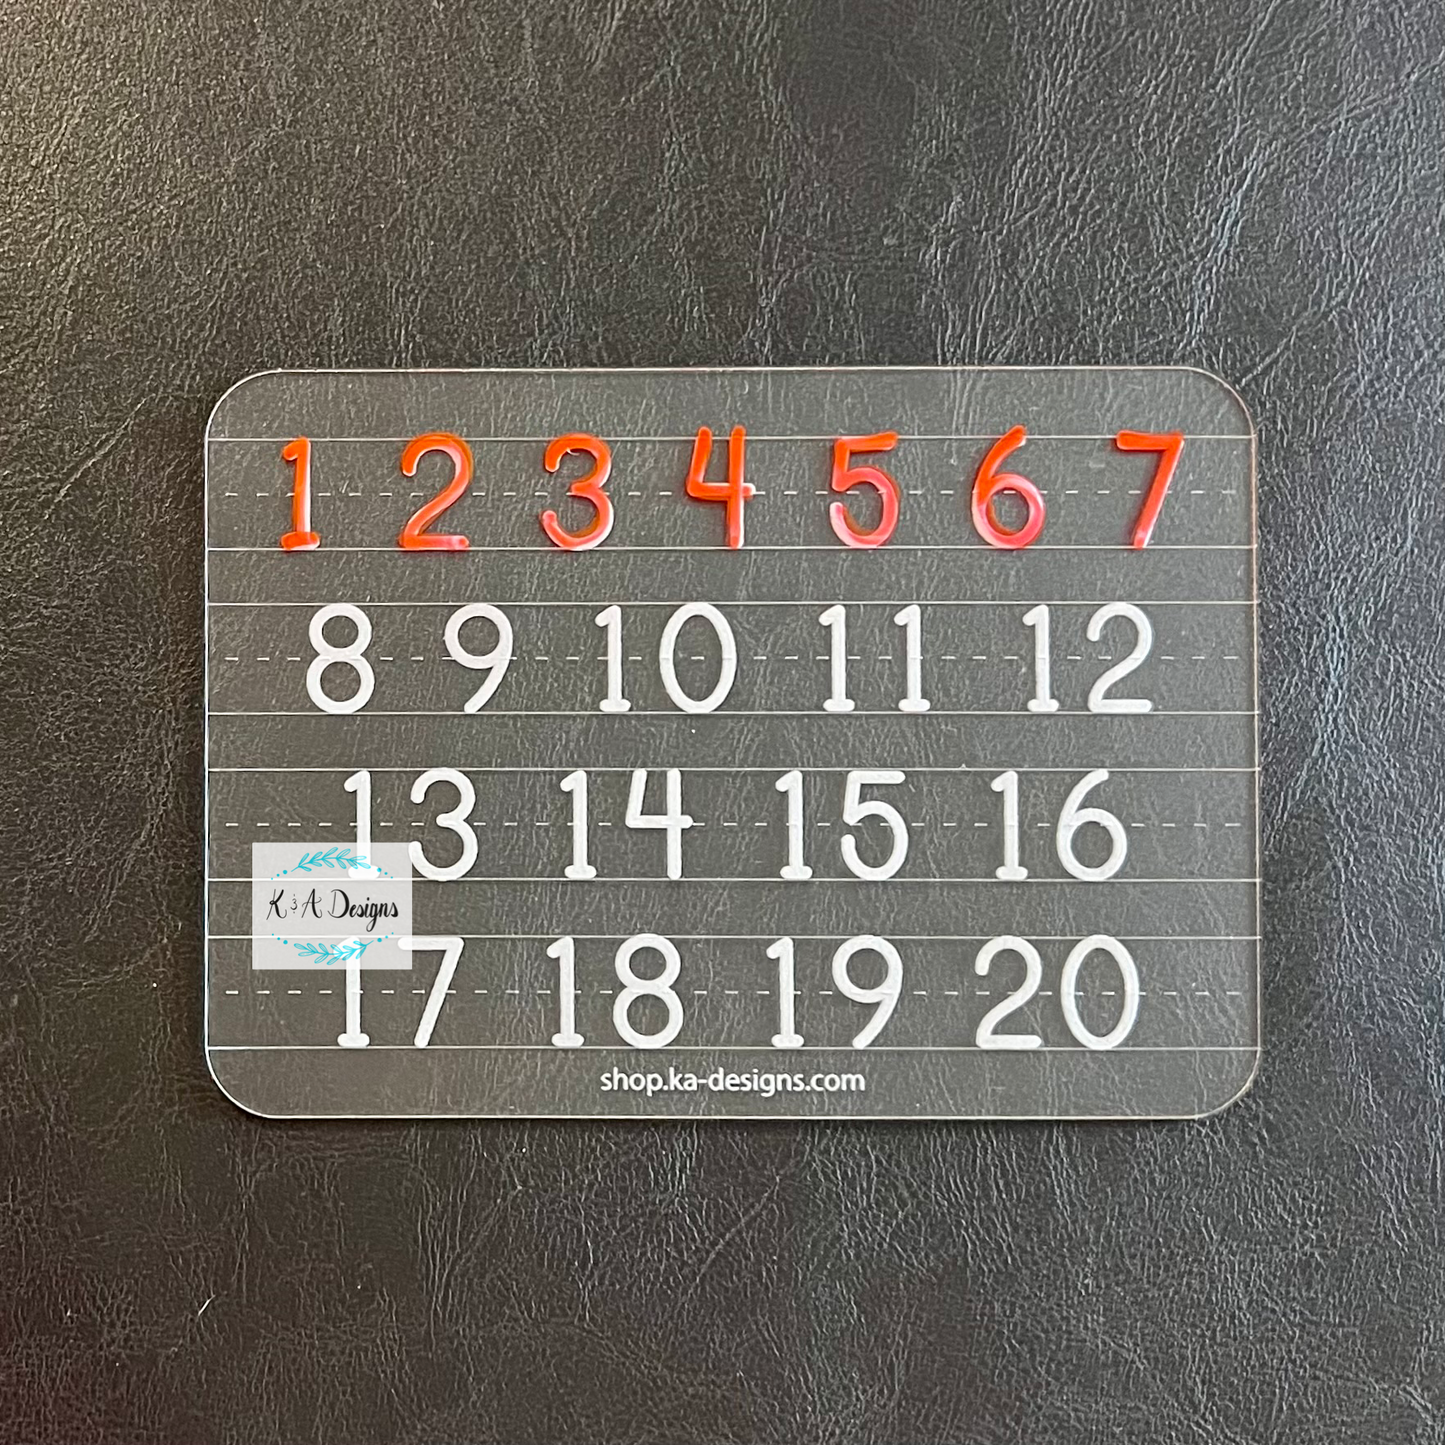 1 2 3 4 5 6 7
8 9 10 11 12
13 14 15 16
K & A Designs
17 18 19 20
shop.ka-designs.com